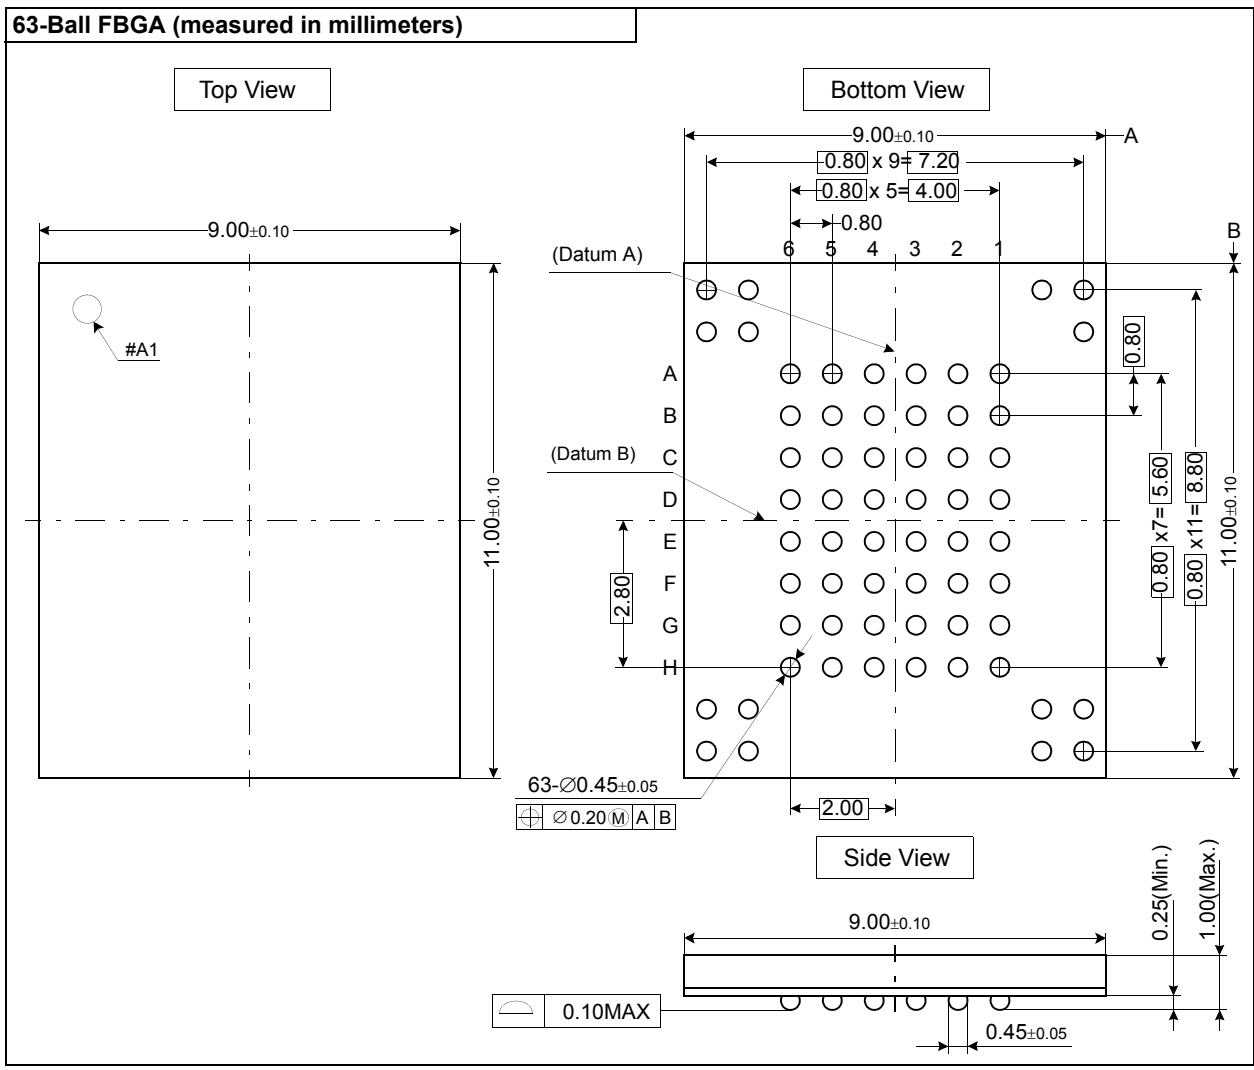 63-Ball FBGA (measured in millimeters)
Top View
Bottom View
9.00±0.10
A
0.80 x 9= 7.20
0.80 x 5= 4.00
0.80
9.00±0.10
B
(Datum A)
6 5 4 3 2 1
#A1
0.80
A
B
C
D
E
F
G
H
(Datum B)
11.00±0.10
2.80
0.80 x7= 5.60
0.80 x11= 8.80
11.00±0.10
63-∅0.45±0.05
⌖ ∅0.20 Ⓜ A B
2.00
Side View
9.00±0.10
0.25(Min.)
1.00(Max.)
0.10MAX
0.45±0.05